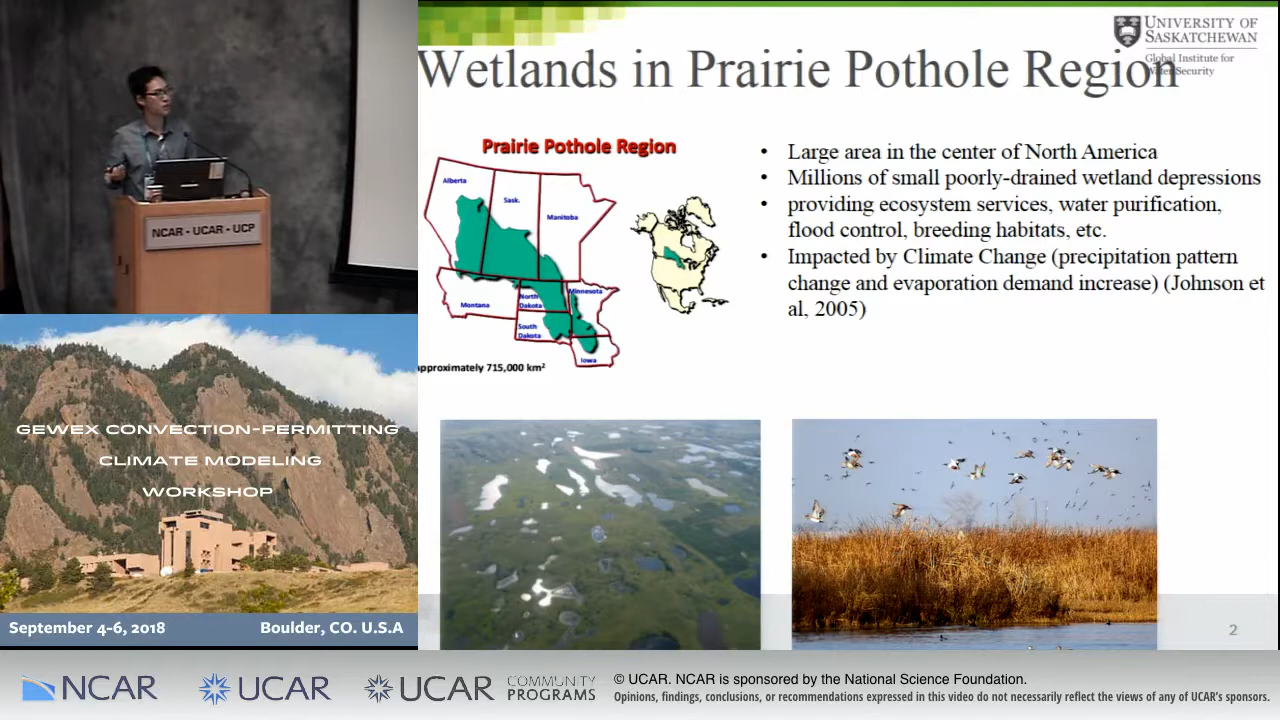 NCAR - UCAR - UCP
GEWEX CONVECTION-PERMITTING
CLIMATE MODELING
WORKSHOP
September 4-6, 2018
Boulder, CO. U.S.A
UNIVERSITY OF
SASKATCHEWAN
Global Institute for
Water Security
Wetlands in Prairie Pothole Region
Prairie Pothole Region
Alberta
Sask.
Manitoba
Montana
North
Dakota
Minnesota
South
Dakota
Iowa
approximately 715,000 km²
• Large area in the center of North America
• Millions of small poorly-drained wetland depressions
• providing ecosystem services, water purification,
flood control, breeding habitats, etc.
• Impacted by Climate Change (precipitation pattern
change and evaporation demand increase) (Johnson et
al, 2005)
2
NCAR
UCAR
UCAR
COMMUNITY
PROGRAMS
© UCAR. NCAR is sponsored by the National Science Foundation.
Opinions, findings, conclusions, or recommendations expressed in this video do not necessarily reflect the views of any of UCAR's sponsors.